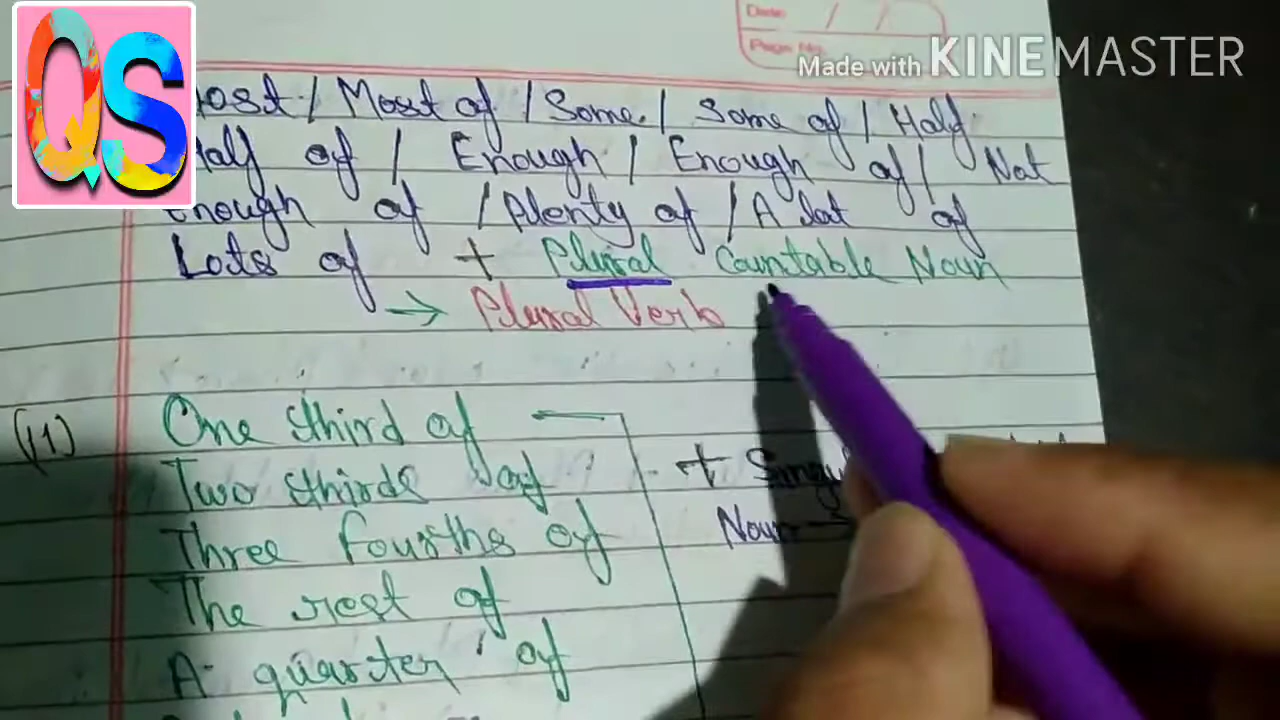 Date: / /
Page No.
Made with KINEMASTER
QS
Most / Most of / Some / Some of / Half
Half of / Enough / Enough of / Not
Enough of / Plenty of / A lot of
Lots of + Plural Countable Noun
→ Plural Verb
(11) One third of
Two thirds of
+
Noun →
Three fourths of
The rest of
A quarter of